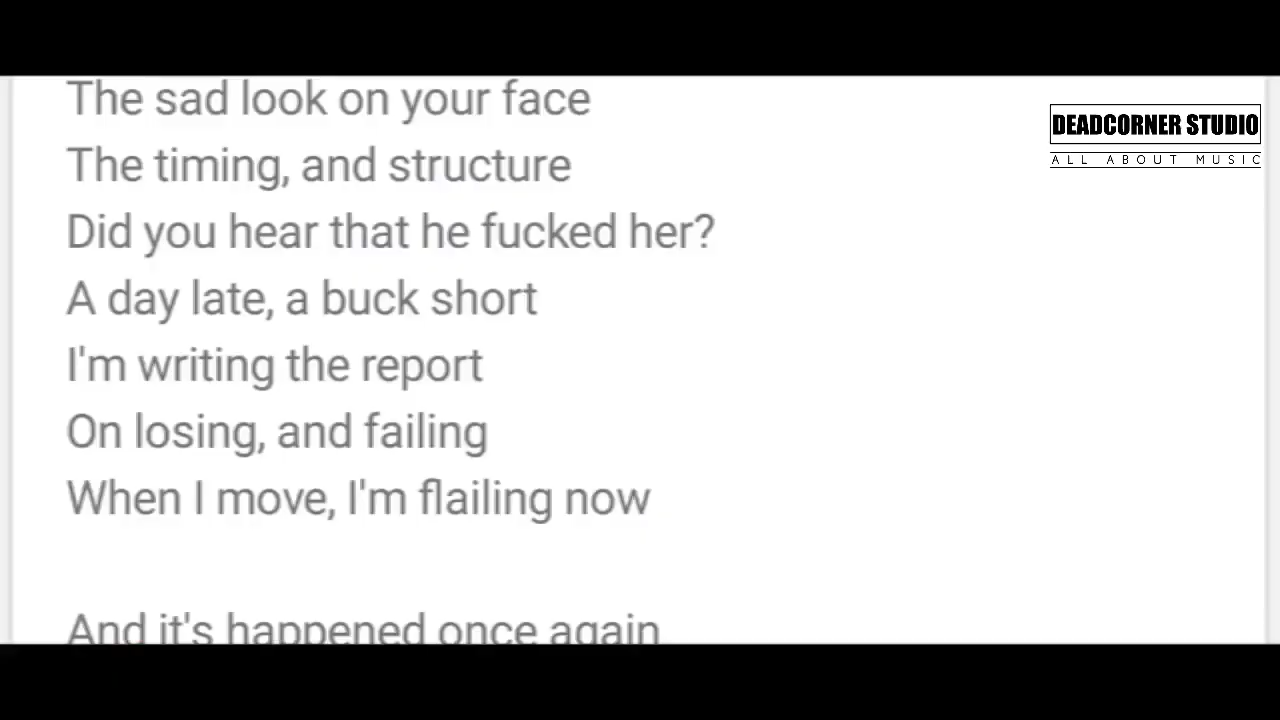 The sad look on your face
The timing, and structure
Did you hear that he fucked her?
A day late, a buck short
I'm writing the report
On losing, and failing
When I move, I'm flailing now
And it's happened once again
DEADCORNER STUDIO
ALL ABOUT MUSIC